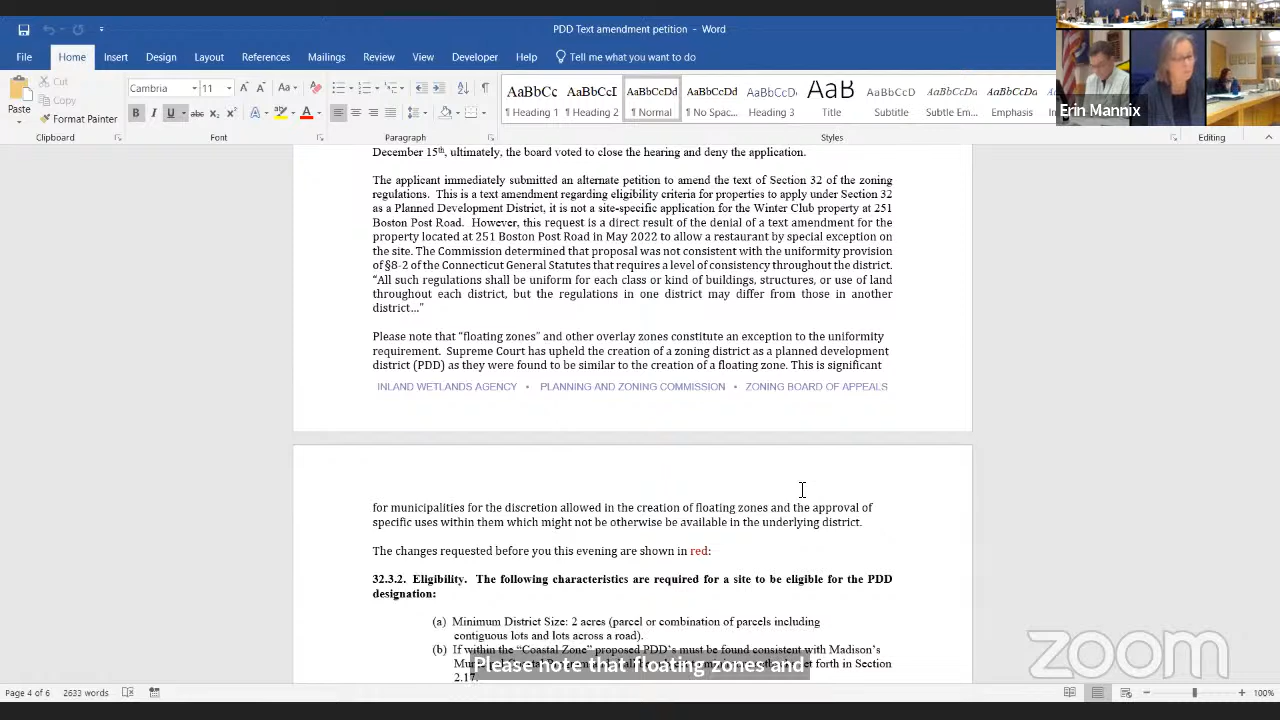 PDD Text amendment petition - Word
File Home Insert Design Layout References Mailings Review View Developer Help Tell me what you want to do
Cut
Copy
Format Painter
Paste
Cambria 11
AaBbCc AaBbCcI AaBbCcDd AaBbCcDd AaBbCcD AaB AaBbCcD AaBbCcDd AaBbCcDd
¶ Heading 1 ¶ Heading 2 ¶ Normal ¶ No Spac... Heading 3 Title Subtitle Subtle Em... Emphasis
Clipboard Font Paragraph Styles Editing
Erin Mannix
December 15th, ultimately, the board voted to close the hearing and deny the application.
The applicant immediately submitted an alternate petition to amend the text of Section 32 of the zoning
regulations. This is a text amendment regarding eligibility criteria for properties to apply under Section 32
as a Planned Development District, it is not a site-specific application for the Winter Club property at 251
Boston Post Road. However, this request is a direct result of the denial of a text amendment for the
property located at 251 Boston Post Road in May 2022 to allow a restaurant by special exception on
the site. The Commission determined that proposal was not consistent with the uniformity provision
of §8-2 of the Connecticut General Statutes that requires a level of consistency throughout the district.
“All such regulations shall be uniform for each class or kind of buildings, structures, or use of land
throughout each district, but the regulations in one district may differ from those in another
district…”
Please note that “floating zones” and other overlay zones constitute an exception to the uniformity
requirement. Supreme Court has upheld the creation of a zoning district as a planned development
district (PDD) as they were found to be similar to the creation of a floating zone. This is significant
INLAND WETLANDS AGENCY • PLANNING AND ZONING COMMISSION • ZONING BOARD OF APPEALS
for municipalities for the discretion allowed in the creation of floating zones and the approval of
specific uses within them which might not be otherwise be available in the underlying district.
The changes requested before you this evening are shown in red:
32.3.2. Eligibility. The following characteristics are required for a site to be eligible for the PDD
designation:
(a) Minimum District Size: 2 acres (parcel or combination of parcels including
contiguous lots and lots across a road).
(b) If within the “Coastal Zone” proposed PDD’s must be found consistent with Madison’s
forth in Section
2.17.
Please note that floating zones and
zoom
Page 4 of 6 2633 words 100%